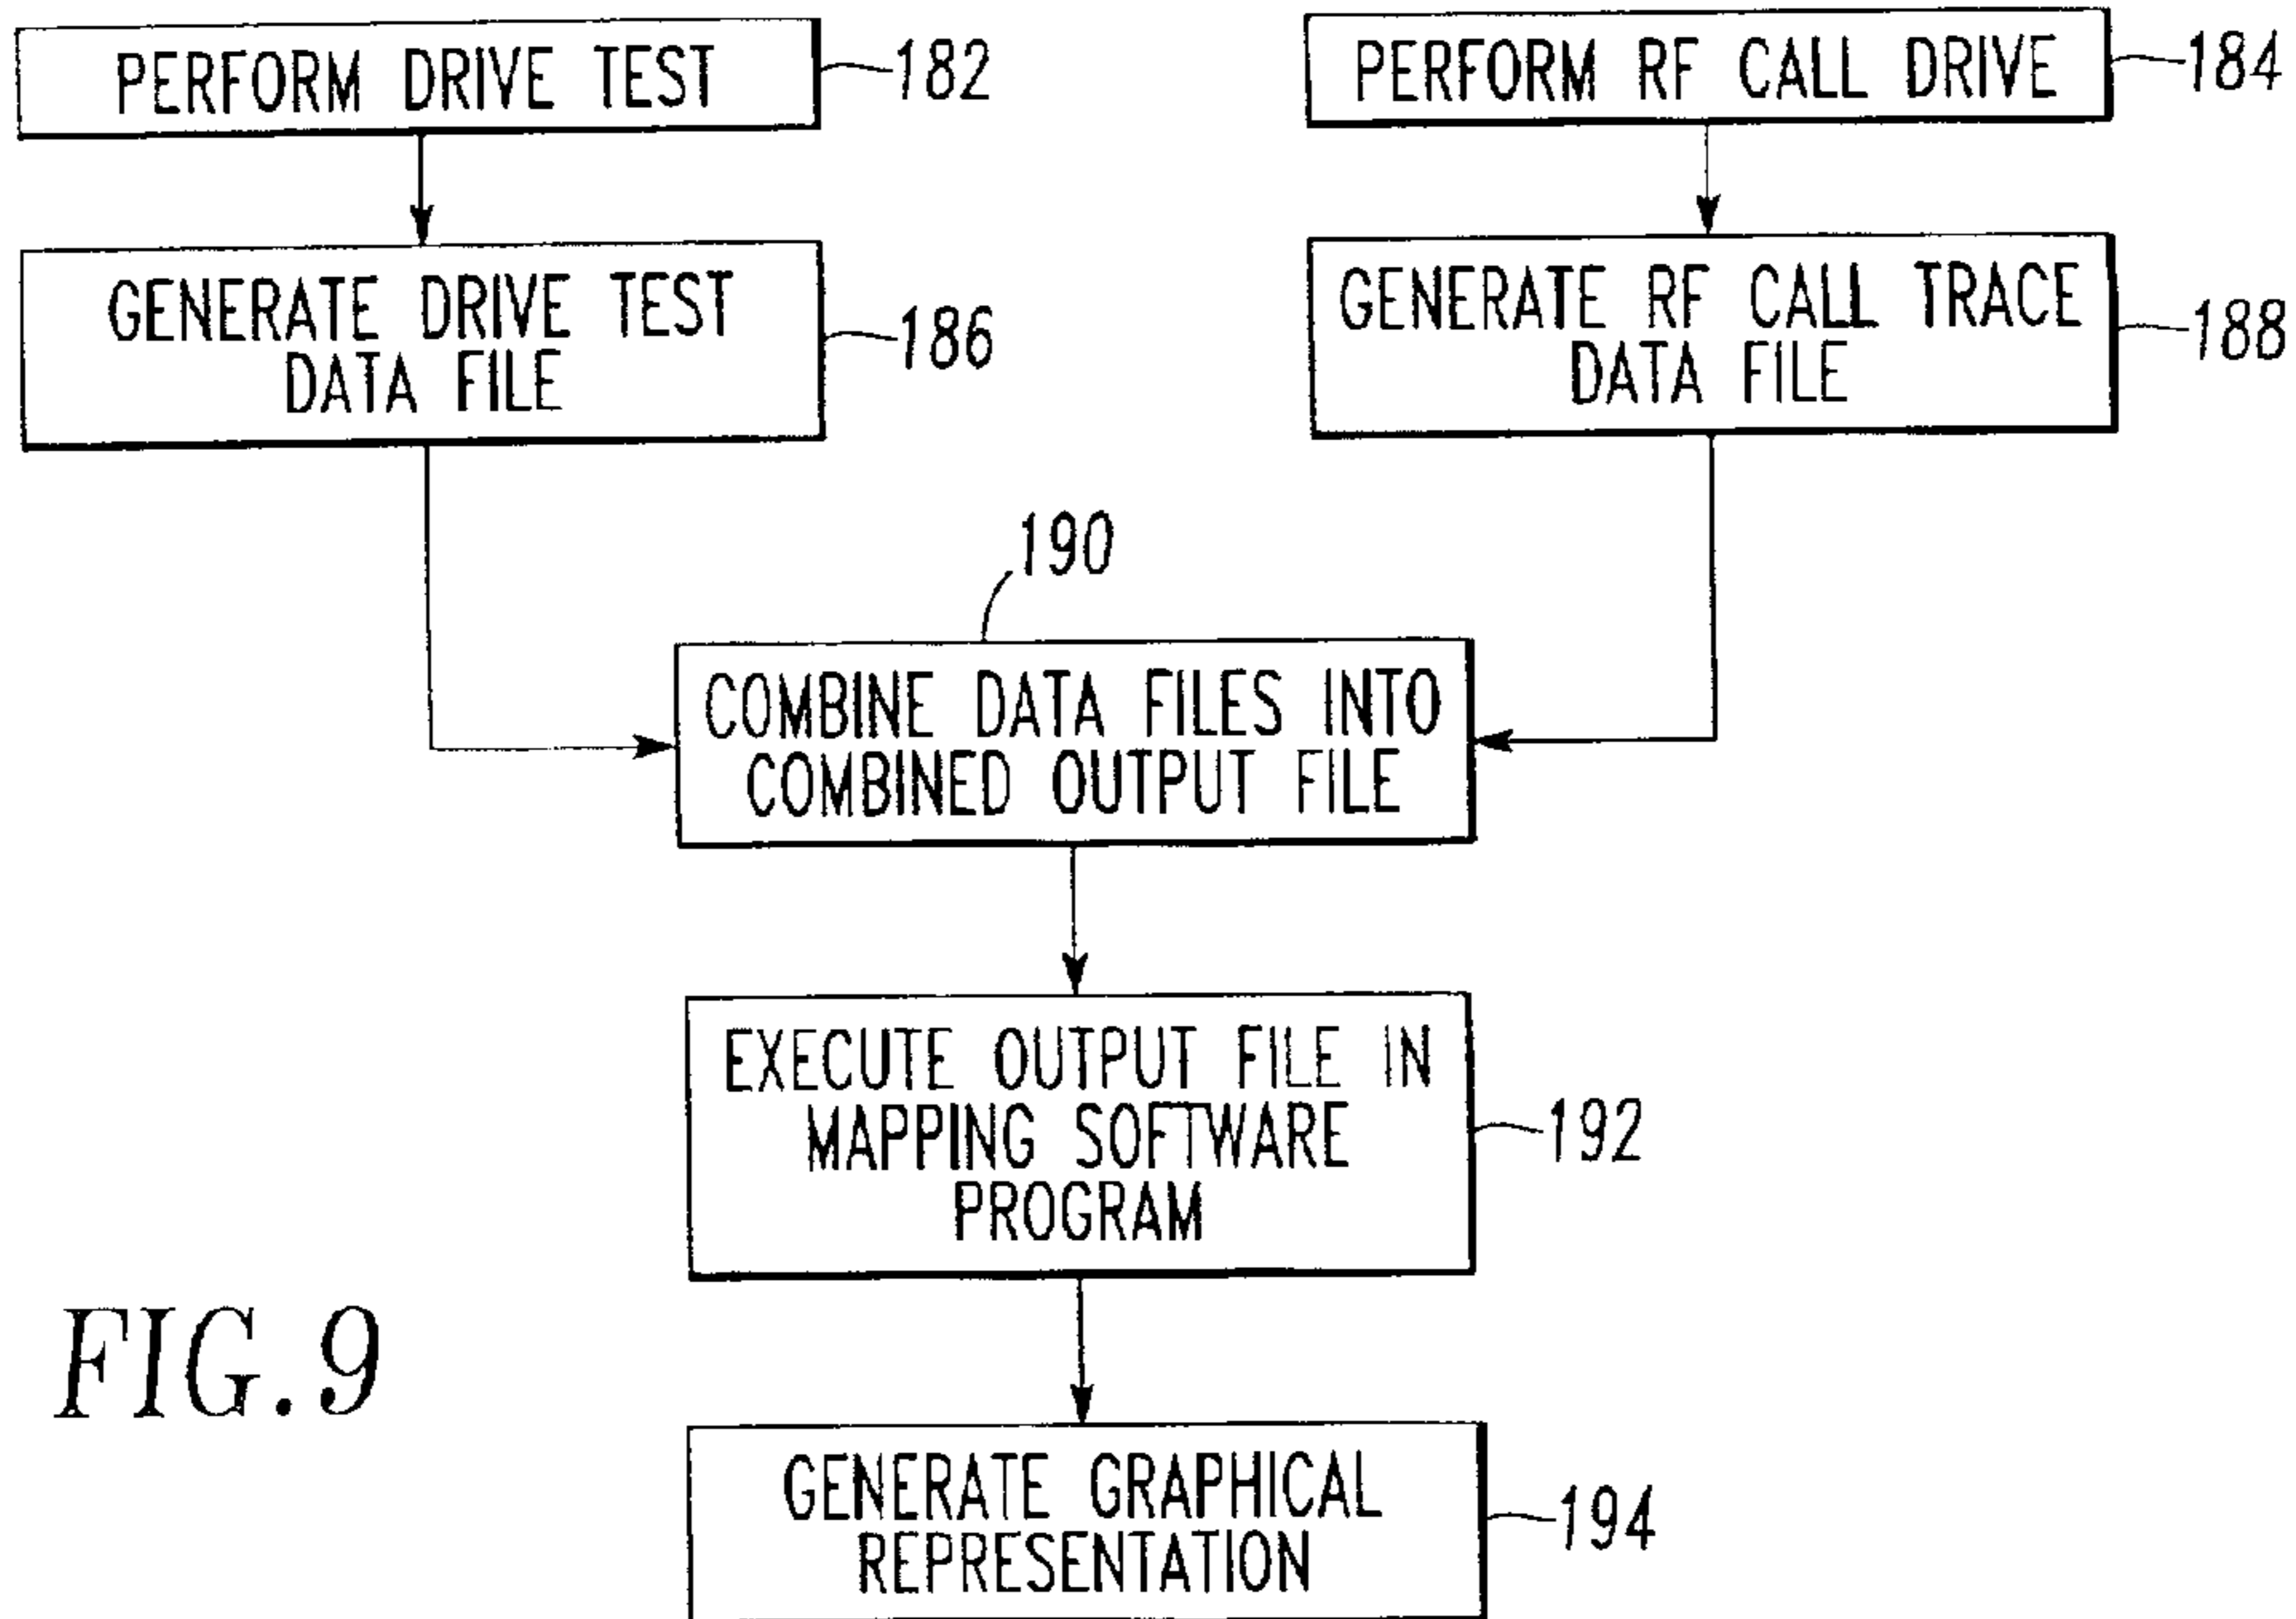 PERFORM DRIVE TEST
182
PERFORM RF CALL DRIVE
184
GENERATE DRIVE TEST
DATA FILE
186
GENERATE RF CALL TRACE
DATA FILE
188
190
COMBINE DATA FILES INTO
COMBINED OUTPUT FILE
EXECUTE OUTPUT FILE IN
MAPPING SOFTWARE
PROGRAM
192
GENERATE GRAPHICAL
REPRESENTATION
194
FIG.9